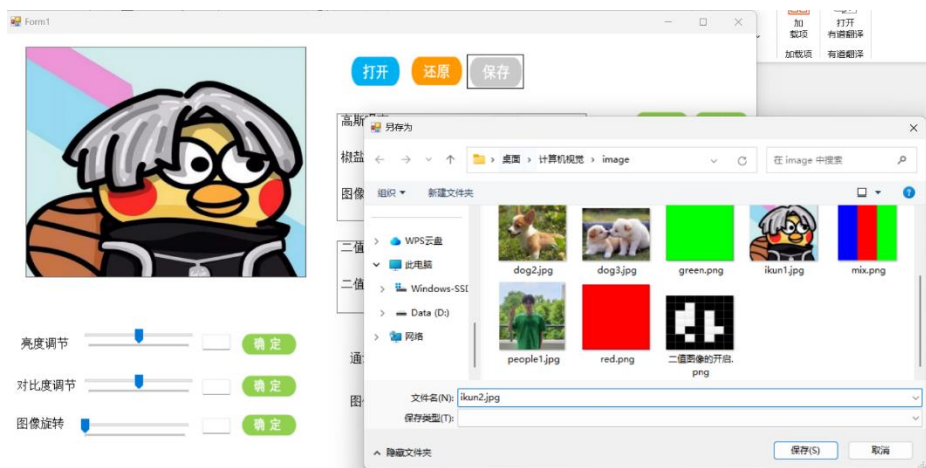 Form1
加
载项
打开
有道翻译
加载项
有道翻译
打开
还原
保存
高斯
椒盐
图像
二值
二值
通
图
亮度调节
确 定
对比度调节
确 定
图像旋转
确 定
另存为
桌面 › 计算机视觉 › image
在 image 中搜索
组织
新建文件夹
WPS云盘
此电脑
Windows-SSD
Data (D:)
网络
dog2.jpg
dog3.jpg
green.png
ikun1.jpg
mix.png
people1.jpg
red.png
二值图像的开启.
png
文件名(N): ikun2.jpg
保存类型(T):
隐藏文件夹
保存(S)
取消